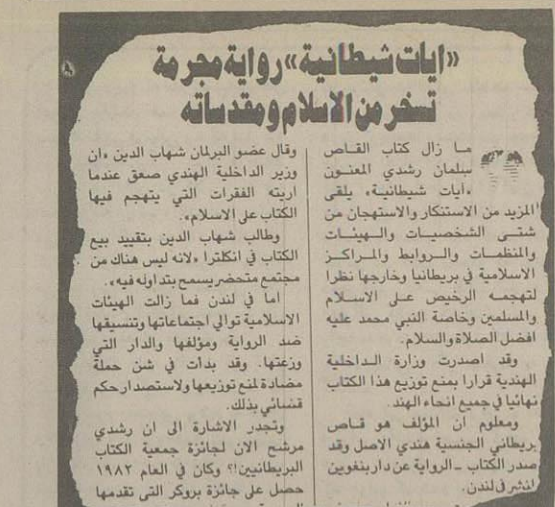 «ايات شيطانية» رواية مجرمة
تسخر من الاسلام ومقدساته
ما زال كتاب القاص
سلمان رشدي المعنون
«ايات شيطانية» يلقى
المزيد من الاستنكار والاستهجان من
شتى الشخصيات والهيئات
والمنظمات والروابط والمراكز
الاسلامية في بريطانيا وخارجها نظرا
لتهجمه الرخيص على الاسلام
والمسلمين وخاصة النبي محمد عليه
افضل الصلاة والسلام.
وقد اصدرت وزارة الداخلية
الهندية قرارا بمنع توزيع هذا الكتاب
نهائيا في جميع انحاء الهند.
ومعلوم ان المؤلف هو قاص
بريطاني الجنسية هندي الاصل وقد
صدر الكتاب - الرواية عن دار بنغوين
للنشر في لندن.
وقال عضو البرلمان شهاب الدين «ان
وزير الداخلية الهندي صعق عندما
اريته الفقرات التي يتهجم فيها
الكتاب على الاسلام».
وطالب شهاب الدين بتقييد بيع
الكتاب في انكلترا «لانه ليس هناك من
مجتمع متحضر يسمح بتداوله فيه».
اما في لندن فما زالت الهيئات
الاسلامية توالي اجتماعاتها وتنسيقها
ضد الرواية ومؤلفها والدار التي
وزعتها. وقد بدأت في شن حملة
مضادة لمنع توزيعها ولاستصدار حكم
قضائي بذلك.
وتجدر الاشارة الى ان رشدي
مرشح الان لجائزة جمعية الكتاب
البريطانيين!؟ وكان في العام ١٩٨٢
حصل على جائزة بروكر التي تقدمها